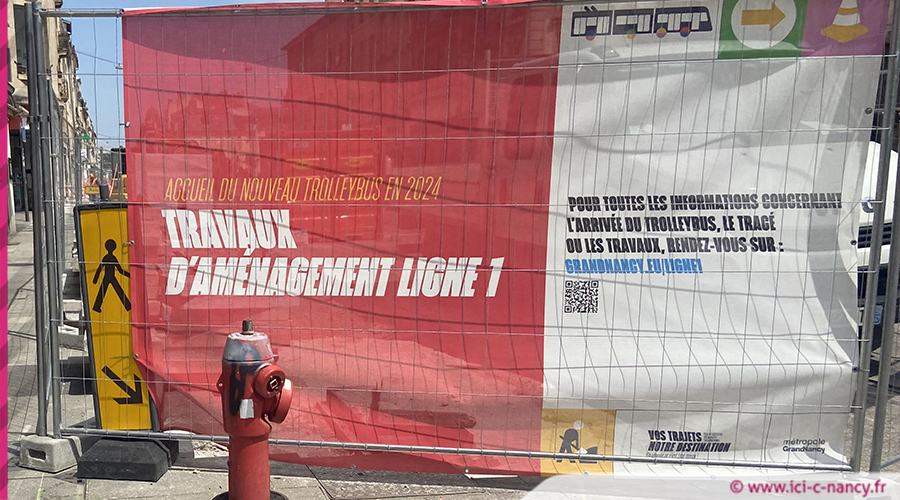 ACCUEIL DU NOUVEAU TROLLEYBUS EN 2024
TRAVAUX
D'AMÉNAGEMENT LIGNE 1
POUR TOUTES LES INFORMATIONS CONCERNANT
L'ARRIVÉE DU TROLLEYBUS, LE TRACÉ
OU LES TRAVAUX, RENDEZ-VOUS SUR :
GRANDNANCY.EU/LIGNE1
VOS TRAJETS
NOTRE DESTINATION
métropole
GrandNancy
© www.ici-c-nancy.fr